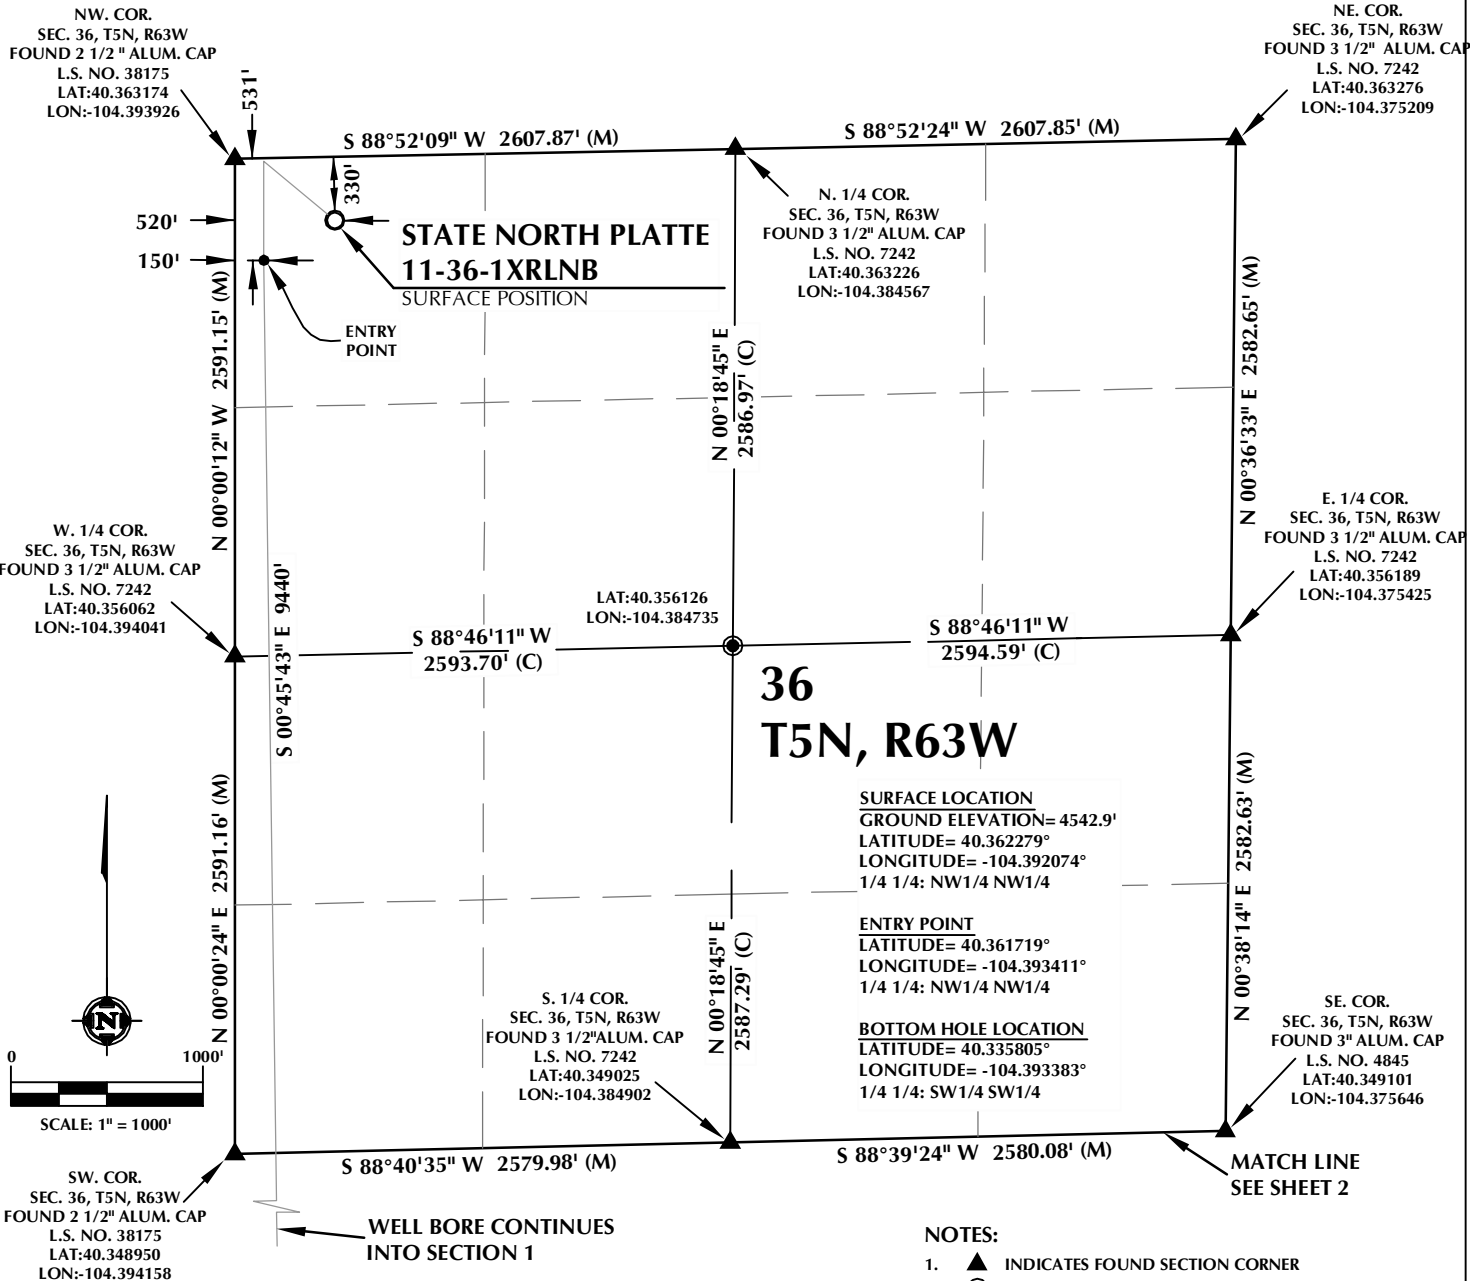 NW. COR.
SEC. 36, T5N, R63W
FOUND 2 1/2 " ALUM. CAP
L.S. NO. 38175
LAT:40.363174
LON:-104.393926
531'
S 88°52'09" W 2607.87' (M)
S 88°52'24" W 2607.85' (M)
NE. COR.
SEC. 36, T5N, R63W
FOUND 3 1/2" ALUM. CAP
L.S. NO. 7242
LAT:40.363276
LON:-104.375209
330'
520'
150'
STATE NORTH PLATTE
11-36-1XRLNB
SURFACE POSITION
ENTRY
POINT
N. 1/4 COR.
SEC. 36, T5N, R63W
FOUND 3 1/2" ALUM. CAP
L.S. NO. 7242
LAT:40.363226
LON:-104.384567
N 00°00'12" W 2591.15' (M)
N 00°18'45" E
2586.97' (C)
N 00°36'33" E 2582.65' (M)
W. 1/4 COR.
SEC. 36, T5N, R63W
FOUND 3 1/2" ALUM. CAP
L.S. NO. 7242
LAT:40.356062
LON:-104.394041
E. 1/4 COR.
SEC. 36, T5N, R63W
FOUND 3 1/2" ALUM. CAP
L.S. NO. 7242
LAT:40.356189
LON:-104.375425
S 00°45'43" E 9440'
LAT:40.356126
LON:-104.384735
S 88°46'11" W
2593.70' (C)
S 88°46'11" W
2594.59' (C)
36
T5N, R63W
SURFACE LOCATION
GROUND ELEVATION= 4542.9'
LATITUDE= 40.362279°
LONGITUDE= -104.392074°
1/4 1/4: NW1/4 NW1/4
ENTRY POINT
LATITUDE= 40.361719°
LONGITUDE= -104.393411°
1/4 1/4: NW1/4 NW1/4
BOTTOM HOLE LOCATION
LATITUDE= 40.335805°
LONGITUDE= -104.393383°
1/4 1/4: SW1/4 SW1/4
N 00°00'24" E 2591.16' (M)
N 00°18'45" E
2587.29' (C)
N 00°38'14" E 2582.63' (M)
N
0 1000'
SCALE: 1" = 1000'
S. 1/4 COR.
SEC. 36, T5N, R63W
FOUND 3 1/2"ALUM. CAP
L.S. NO. 7242
LAT:40.349025
LON:-104.384902
SE. COR.
SEC. 36, T5N, R63W
FOUND 3" ALUM. CAP
L.S. NO. 4845
LAT:40.349101
LON:-104.375646
S 88°40'35" W 2579.98' (M)
S 88°39'24" W 2580.08' (M)
SW. COR.
SEC. 36, T5N, R63W
FOUND 2 1/2" ALUM. CAP
L.S. NO. 38175
LAT:40.348950
LON:-104.394158
MATCH LINE
SEE SHEET 2
WELL BORE CONTINUES
INTO SECTION 1
NOTES:
1. INDICATES FOUND SECTION CORNER